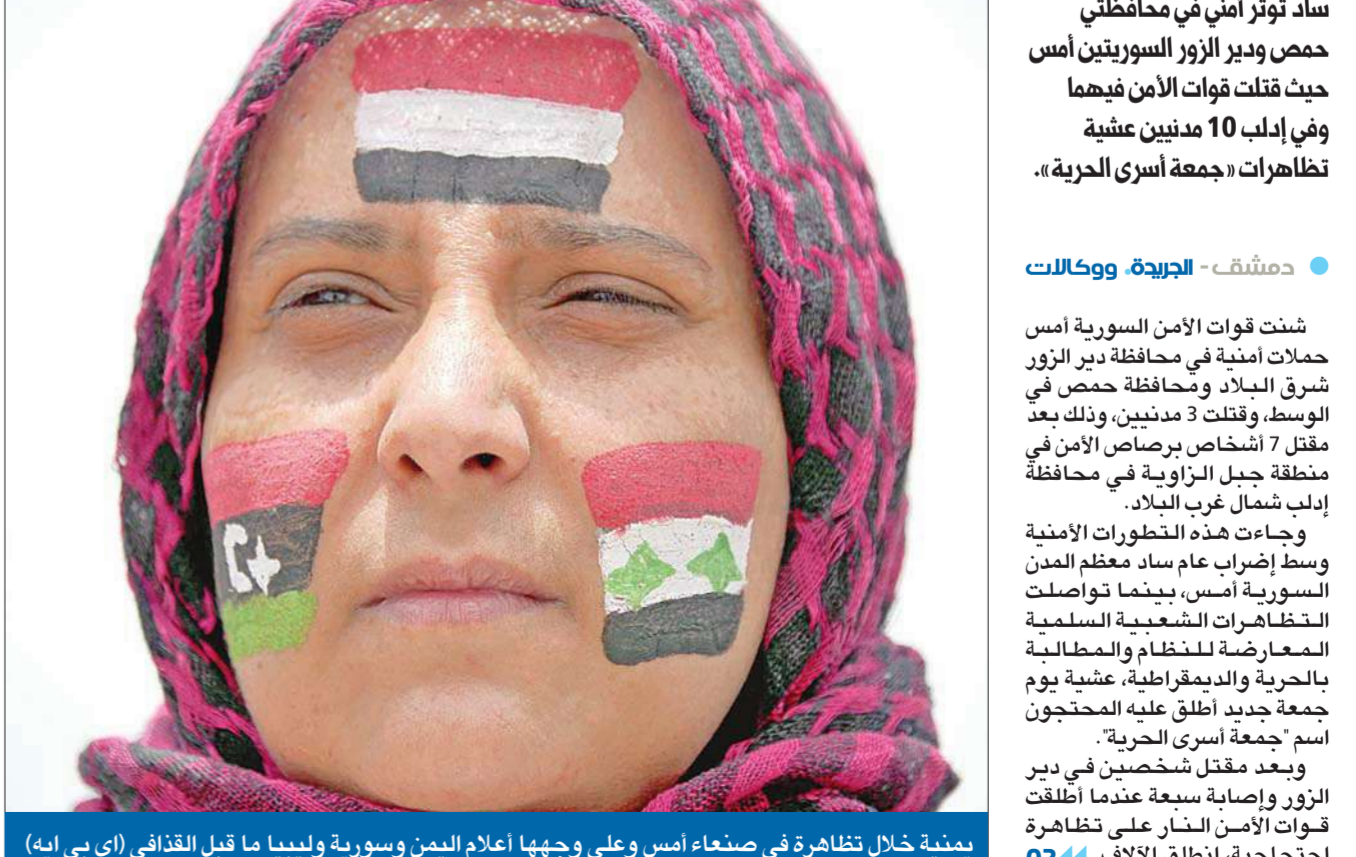 ساد توتر أمني في محافظتي
حمص ودير الزور السوريتين أمس
حيث قتلت قوات الأمن فيهما
وفي إدلب 10 مدنيين عشية
تظاهرات «جمعة أسرى الحرية».
دمشق - الجريدة. ووكالات
شنت قوات الأمن السورية أمس
حملات أمنية في محافظة دير الزور
شرق البلاد ومحافظة حمص في
الوسط، وقتلت 3 مدنيين، وذلك بعد
مقتل 7 أشخاص برصاص الأمن في
منطقة جبل الزاوية في محافظة
إدلب شمال غرب البلاد.
وجاءت هذه التطورات الأمنية
وسط إضراب عام ساد معظم المدن
السورية أمس، بينما تواصلت
التظاهرات الشعبية السلمية
المعارضة للنظام والمطالبة
بالحرية والديمقراطية، عشية يوم
جمعة جديد أطلق عليه المحتجون
اسم "جمعة أسرى الحرية".
وبعد مقتل شخصين في دير
الزور وإصابة سبعة عندما أطلقت
قوات الأمن النار على تظاهرة
احتجاجية، انطلق الآلاف 02
يمنية خلال تظاهرة في صنعاء أمس وعلى وجهها أعلام اليمن وسورية وليبيا ما قبل القذافي (اي بي ايه)